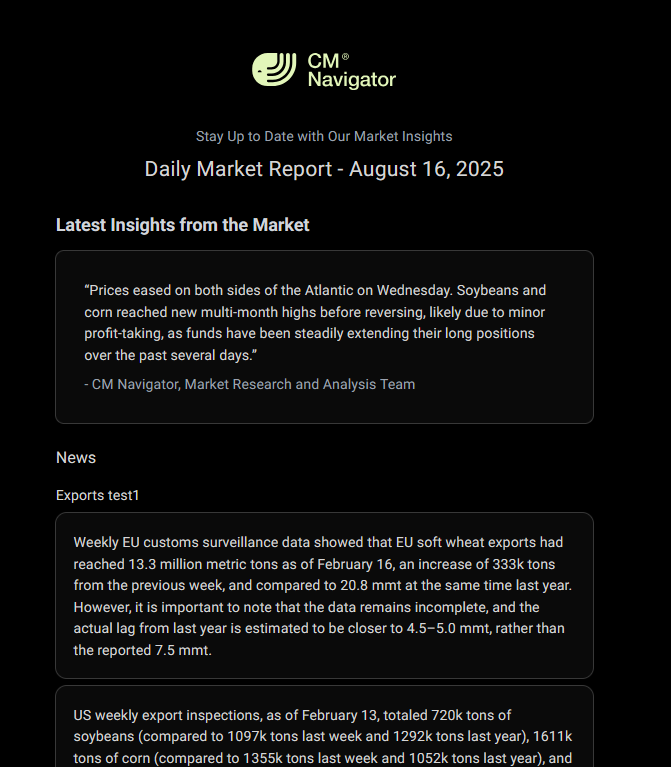 CM®
Navigator
Stay Up to Date with Our Market Insights
Daily Market Report - August 16, 2025
Latest Insights from the Market
“Prices eased on both sides of the Atlantic on Wednesday. Soybeans and
corn reached new multi-month highs before reversing, likely due to minor
profit-taking, as funds have been steadily extending their long positions
over the past several days.”
- CM Navigator, Market Research and Analysis Team
News
Exports test1
Weekly EU customs surveillance data showed that EU soft wheat exports had
reached 13.3 million metric tons as of February 16, an increase of 333k tons
from the previous week, and compared to 20.8 mmt at the same time last year.
However, it is important to note that the data remains incomplete, and the
actual lag from last year is estimated to be closer to 4.5–5.0 mmt, rather than
the reported 7.5 mmt.
US weekly export inspections, as of February 13, totaled 720k tons of
soybeans (compared to 1097k tons last week and 1292k tons last year), 1611k
tons of corn (compared to 1355k tons last week and 1052k tons last year), and